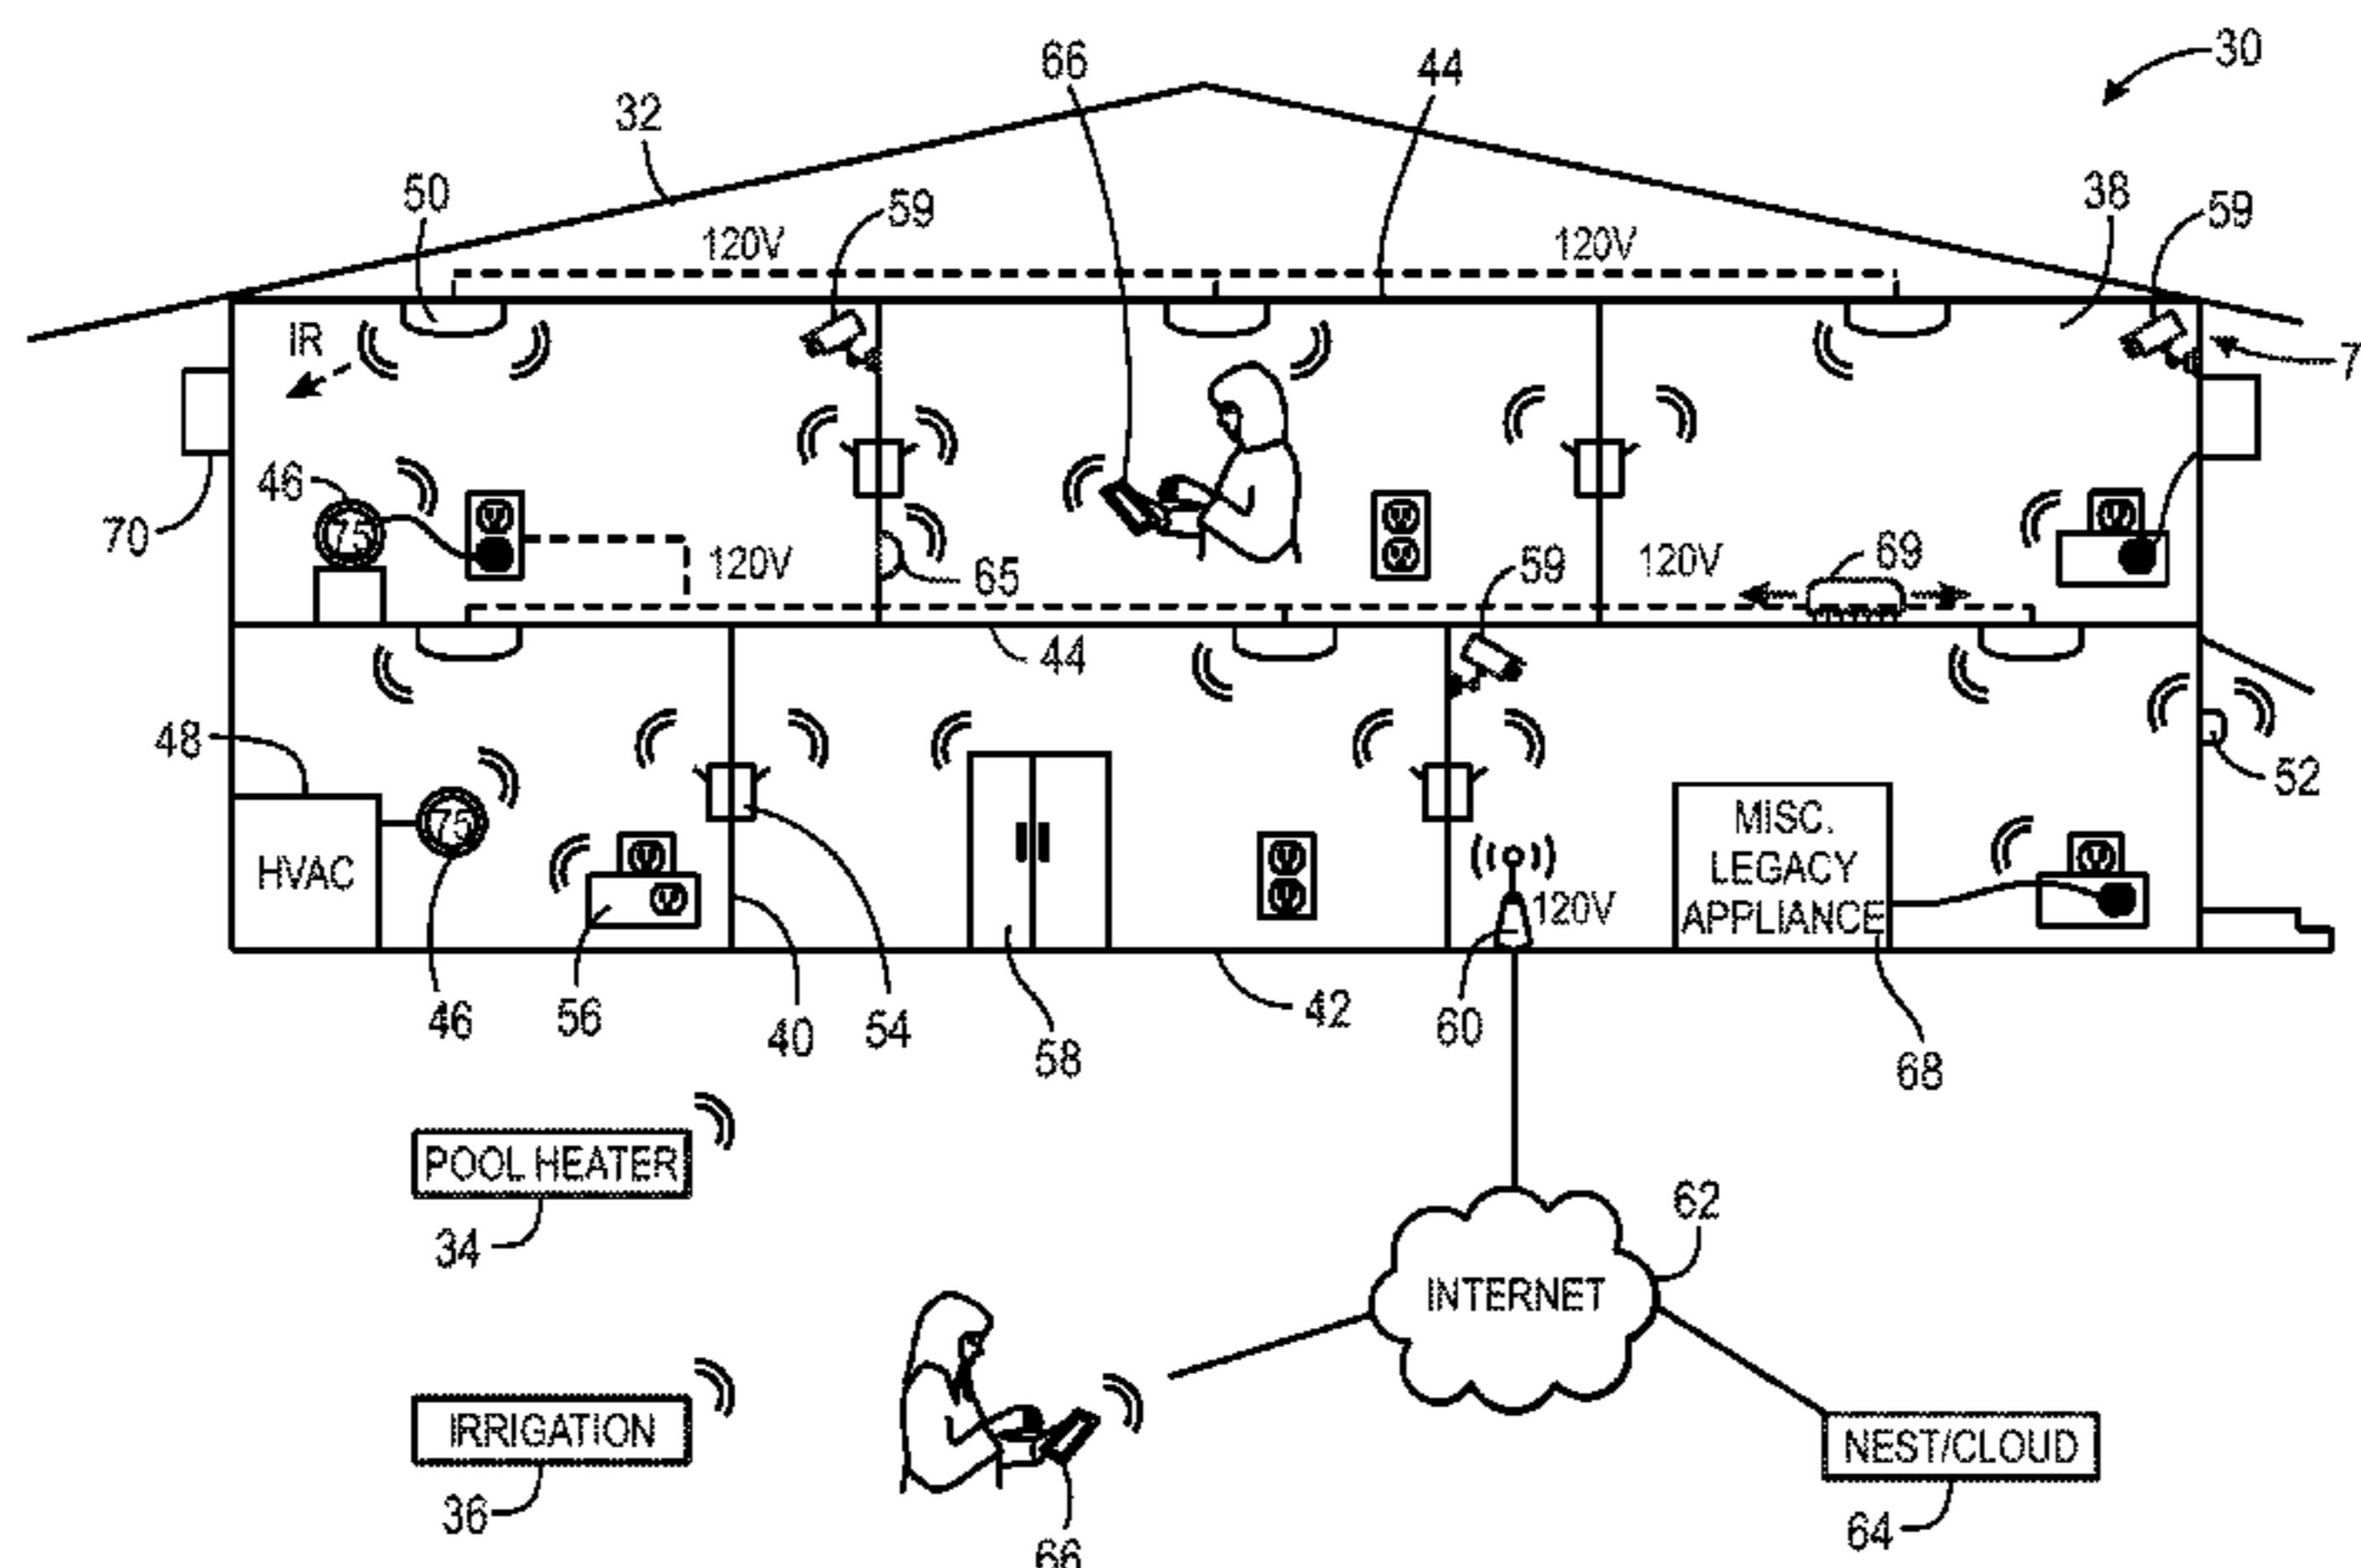 66
44
30
32
50
59
38
59
120V
120V
IR
7
46
75
70
120V
65
59
120V
69
44
48
52
HVAC
75
MISC.
LEGACY
APPLIANCE
120V
46
56
40
54
58
42
60
68
POOL HEATER
34
62
INTERNET
IRRIGATION
36
66
NEST/CLOUD
64